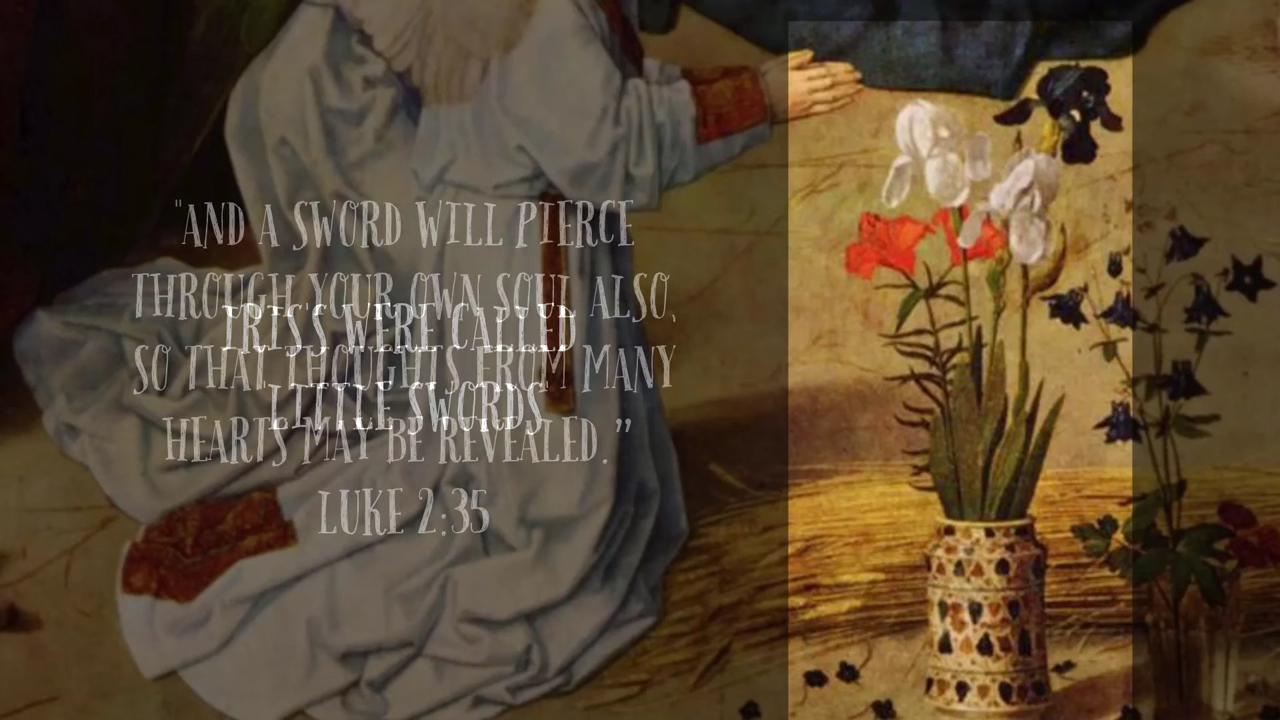 "AND A SWORD WILL PIERCE
THROUGH YOUR OWN SOUL ALSO,
SO THAT THOUGHTS FROM MANY
HEARTS MAY BE REVEALED.”
LUKE 2:35
IRIS'S WERE CALLED
LITTLE SWORDS